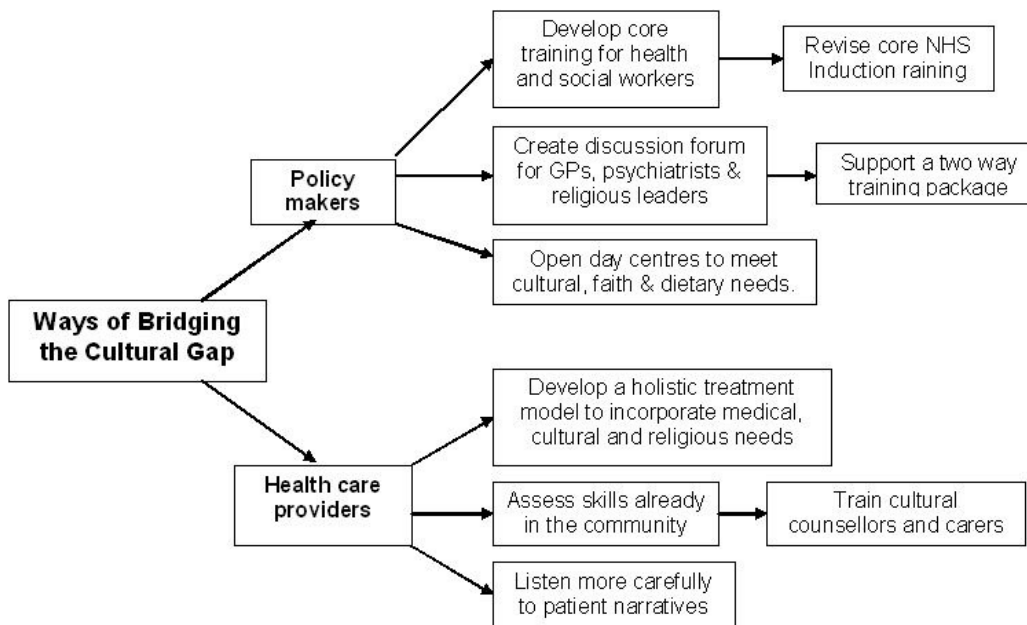 Develop core
training for health
and social workers
Revise core NHS
Induction raining
Create discussion forum
for GPs, psychiatrists &
religious leaders
Support a two way
training package
Policy
makers
Open day centres to meet
cultural, faith & dietary needs.
Ways of Bridging
the Cultural Gap
Develop a holistic treatment
model to incorporate medical,
cultural and religious needs
Health care
providers
Assess skills already
in the community
Train cultural
counsellors and carers
Listen more carefully
to patient narratives